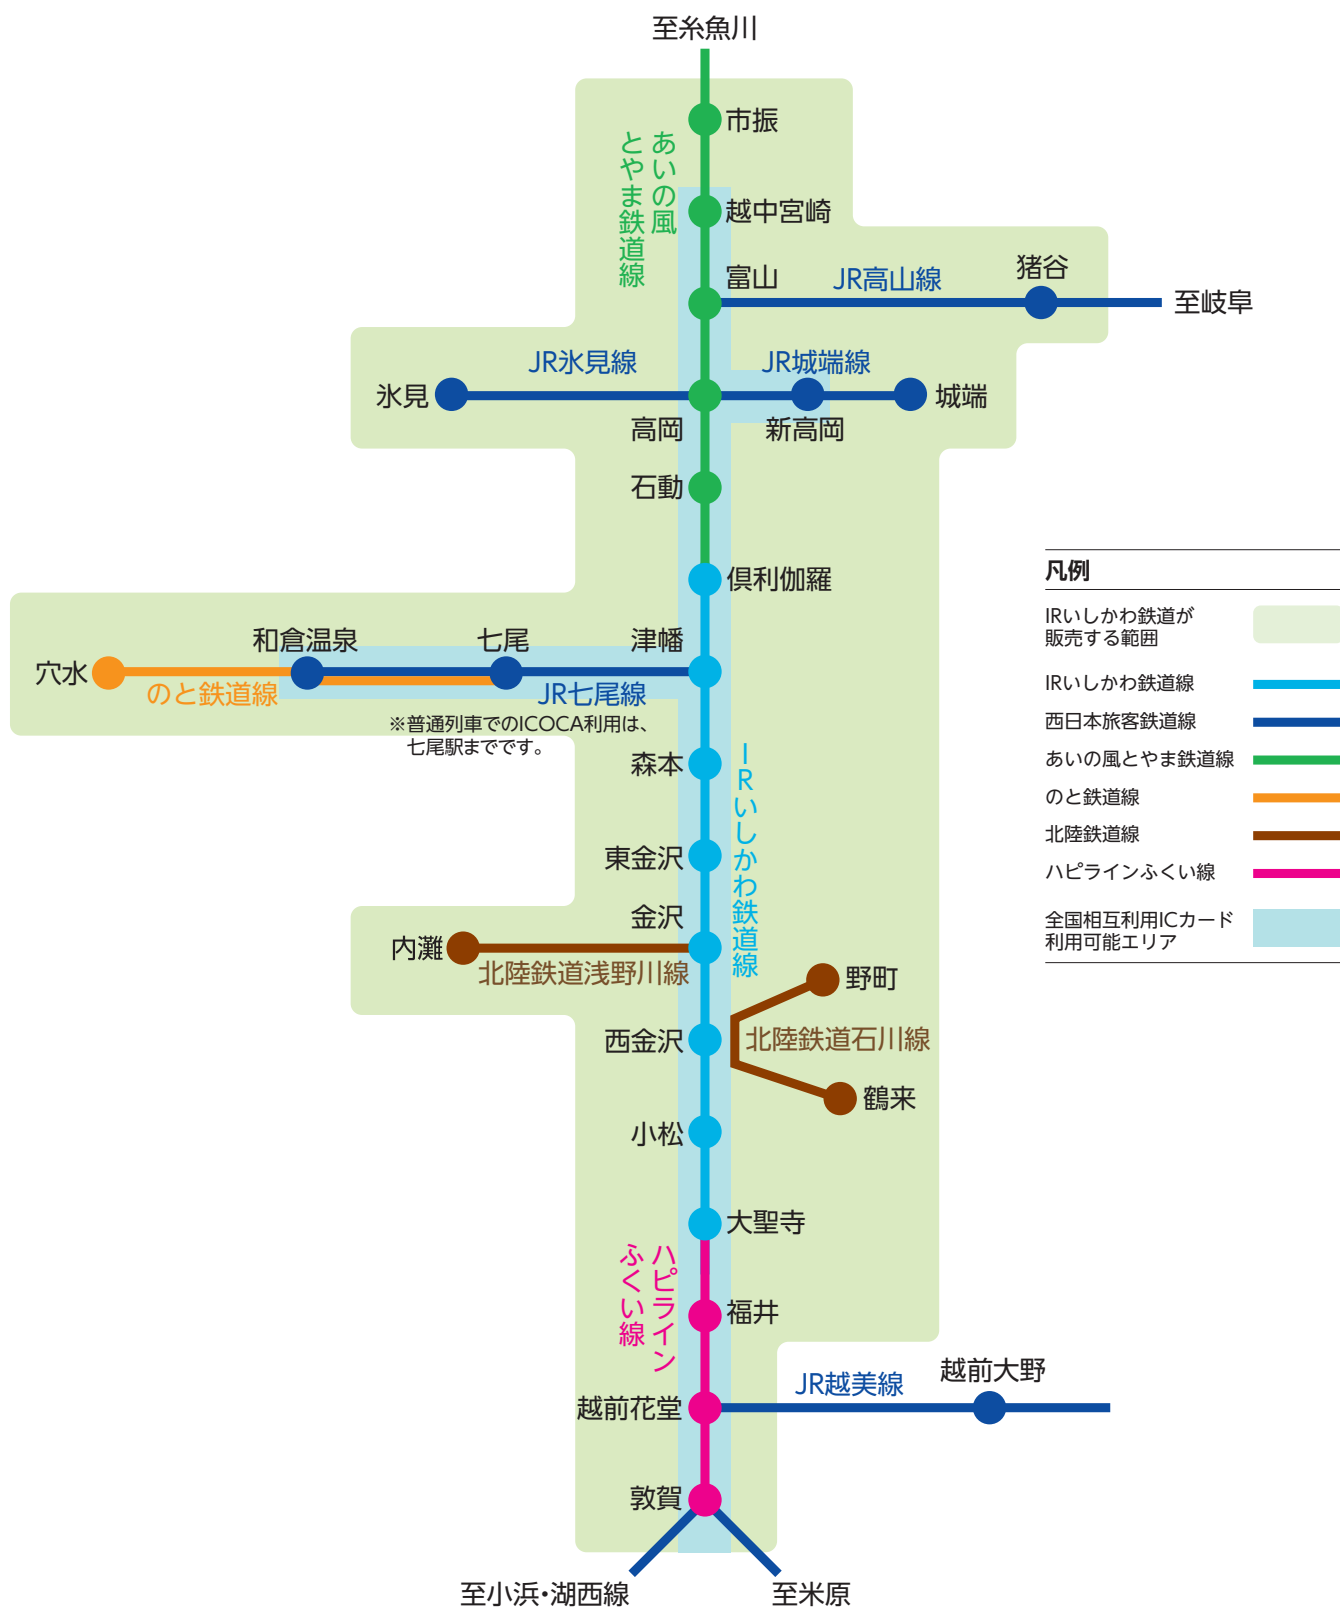 至糸魚川
市振
あいの風
とやま鉄道線
越中宮崎
富山
JR高山線
猪谷
至岐阜
氷見
JR氷見線
JR城端線
城端
高岡
新高岡
石動
倶利伽羅
和倉温泉
七尾
津幡
穴水
のと鉄道線
JR七尾線
※普通列車でのICOCA利用は、
七尾駅までです。
森本
IRいしかわ鉄道線
東金沢
金沢
内灘
北陸鉄道浅野川線
野町
西金沢
北陸鉄道石川線
鶴来
小松
大聖寺
ハピライン
ふくい線
福井
越前花堂
JR越美線
越前大野
敦賀
至小浜・湖西線
至米原
凡例
IRいしかわ鉄道が
販売する範囲
IRいしかわ鉄道線
西日本旅客鉄道線
あいの風とやま鉄道線
のと鉄道線
北陸鉄道線
ハピラインふくい線
全国相互利用ICカード
利用可能エリア